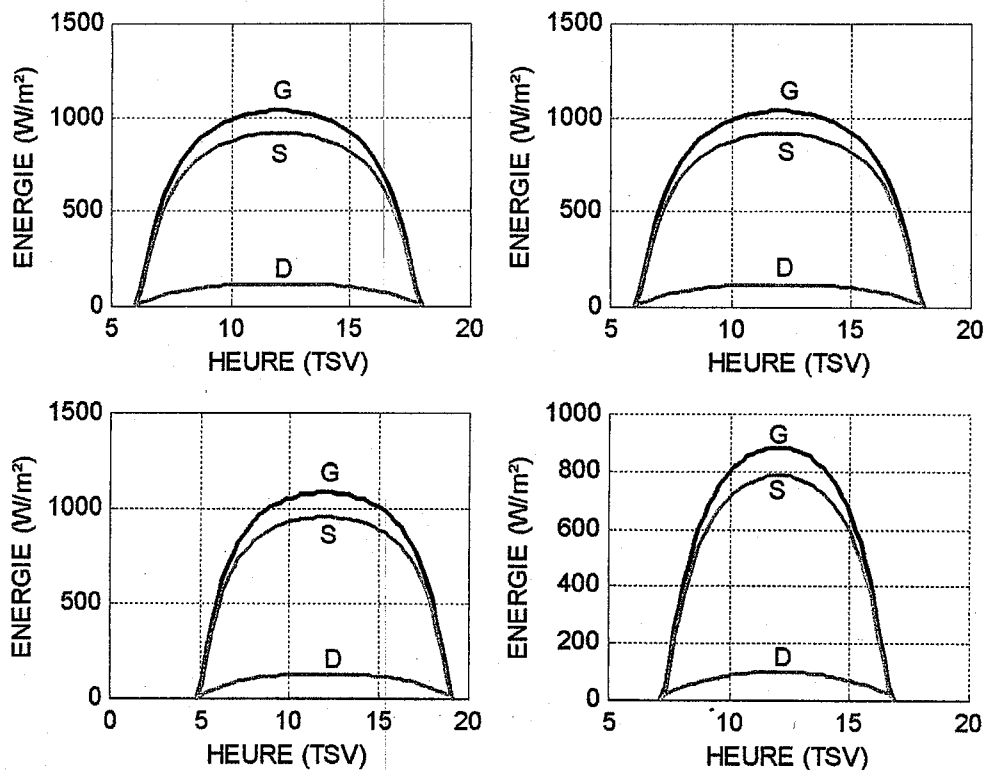 1500
1000
500
0
ENERGIE (W/m²)
G
S
D
5 10 15 20
HEURE (TSV)
1500
1000
500
0
ENERGIE (W/m²)
G
S
D
5 10 15 20
HEURE (TSV)
1500
1000
500
0
ENERGIE (W/m²)
G
S
D
0 5 10 15 20
HEURE (TSV)
1000
800
600
400
200
0
ENERGIE (W/m²)
G
S
D
5 10 15 20
HEURE (TSV)